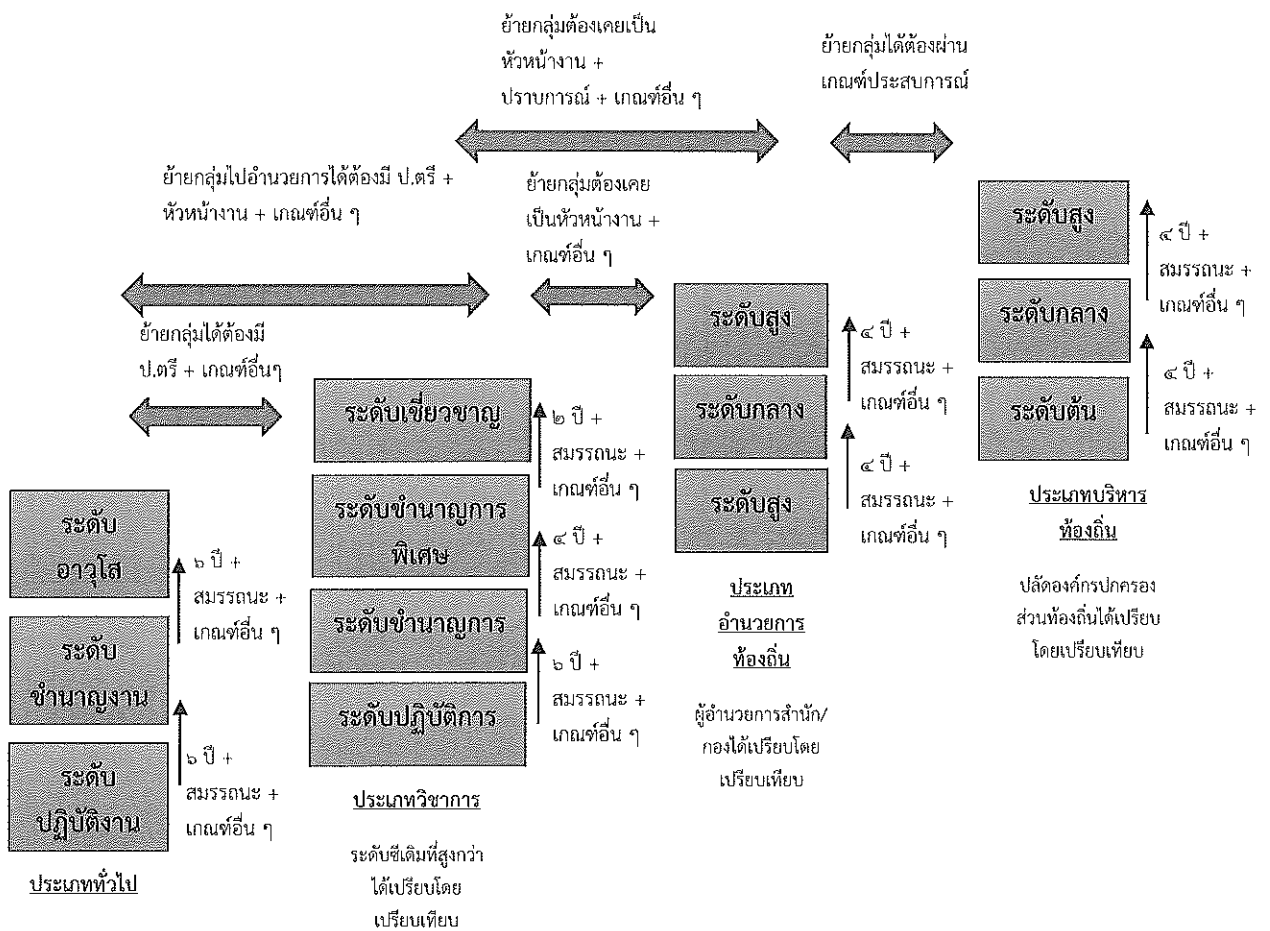 ย้ายกลุ่มต้องเคยเป็น
หัวหน้างาน +
ปราบการณ์ + เกณฑ์อื่น ๆ
ย้ายกลุ่มได้ต้องผ่าน
เกณฑ์ประสบการณ์
ย้ายกลุ่มไปอำนวยการได้ต้องมี ป.ตรี +
หัวหน้างาน + เกณฑ์อื่น ๆ
ย้ายกลุ่มต้องเคย
เป็นหัวหน้างาน +
เกณฑ์อื่น ๆ
ย้ายกลุ่มได้ต้องมี
ป.ตรี + เกณฑ์อื่นๆ
ระดับ
อาวุโส
๖ ปี +
สมรรถนะ +
เกณฑ์อื่น ๆ
ระดับ
ชำนาญงาน
๖ ปี +
สมรรถนะ +
เกณฑ์อื่น ๆ
ระดับ
ปฏิบัติงาน
ประเภททั่วไป
ระดับเชี่ยวชาญ
๒ ปี +
สมรรถนะ +
เกณฑ์อื่น ๆ
ระดับชำนาญการ
พิเศษ
๔ ปี +
สมรรถนะ +
เกณฑ์อื่น ๆ
ระดับชำนาญการ
๖ ปี +
สมรรถนะ +
เกณฑ์อื่น ๆ
ระดับปฏิบัติการ
ประเภทวิชาการ
ระดับซีเดิมที่สูงกว่า
ได้เปรียบโดย
เปรียบเทียบ
ระดับสูง
๔ ปี +
สมรรถนะ +
เกณฑ์อื่น ๆ
ระดับกลาง
๔ ปี +
สมรรถนะ +
เกณฑ์อื่น ๆ
ระดับสูง
ประเภท
อำนวยการ
ท้องถิ่น
ผู้อำนวยการสำนัก/
กองได้เปรียบโดย
เปรียบเทียบ
ระดับสูง
๔ ปี +
สมรรถนะ +
เกณฑ์อื่น ๆ
ระดับกลาง
๔ ปี +
สมรรถนะ +
เกณฑ์อื่น ๆ
ระดับต้น
ประเภทบริหาร
ท้องถิ่น
ปลัดองค์กรปกครอง
ส่วนท้องถิ่นได้เปรียบ
โดยเปรียบเทียบ